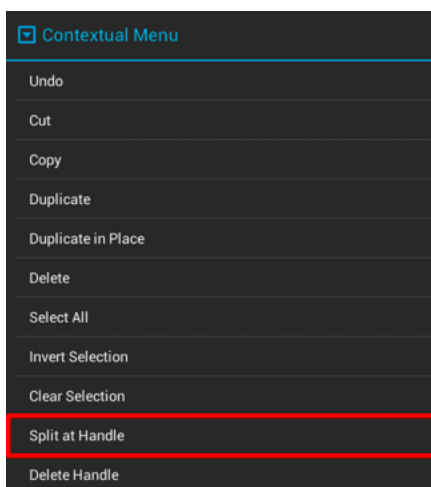 Contextual Menu
Undo
Cut
Copy
Duplicate
Duplicate in Place
Delete
Select All
Invert Selection
Clear Selection
Split at Handle
Delete Handle